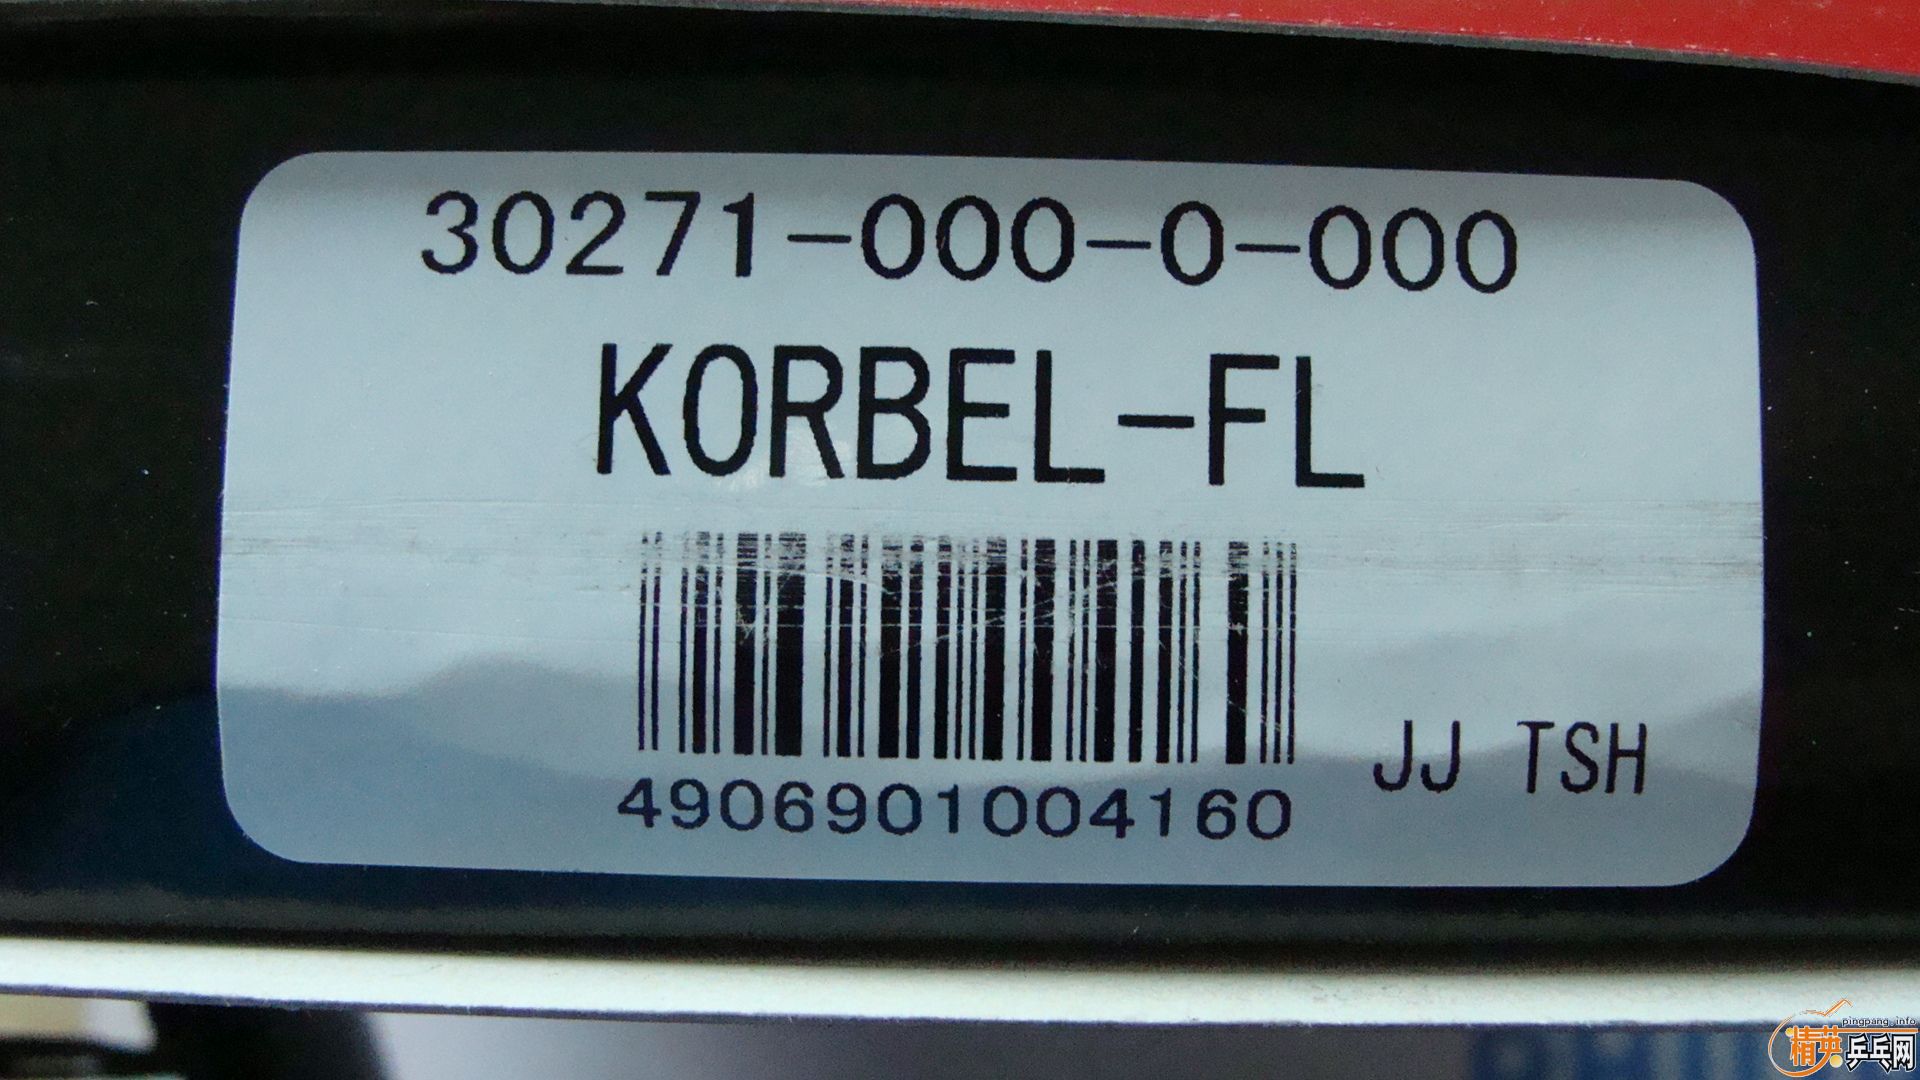 30271-000-0-000
KORBEL-FL
4906901004160
JJ TSH
pingpang.info
精英乒乓网